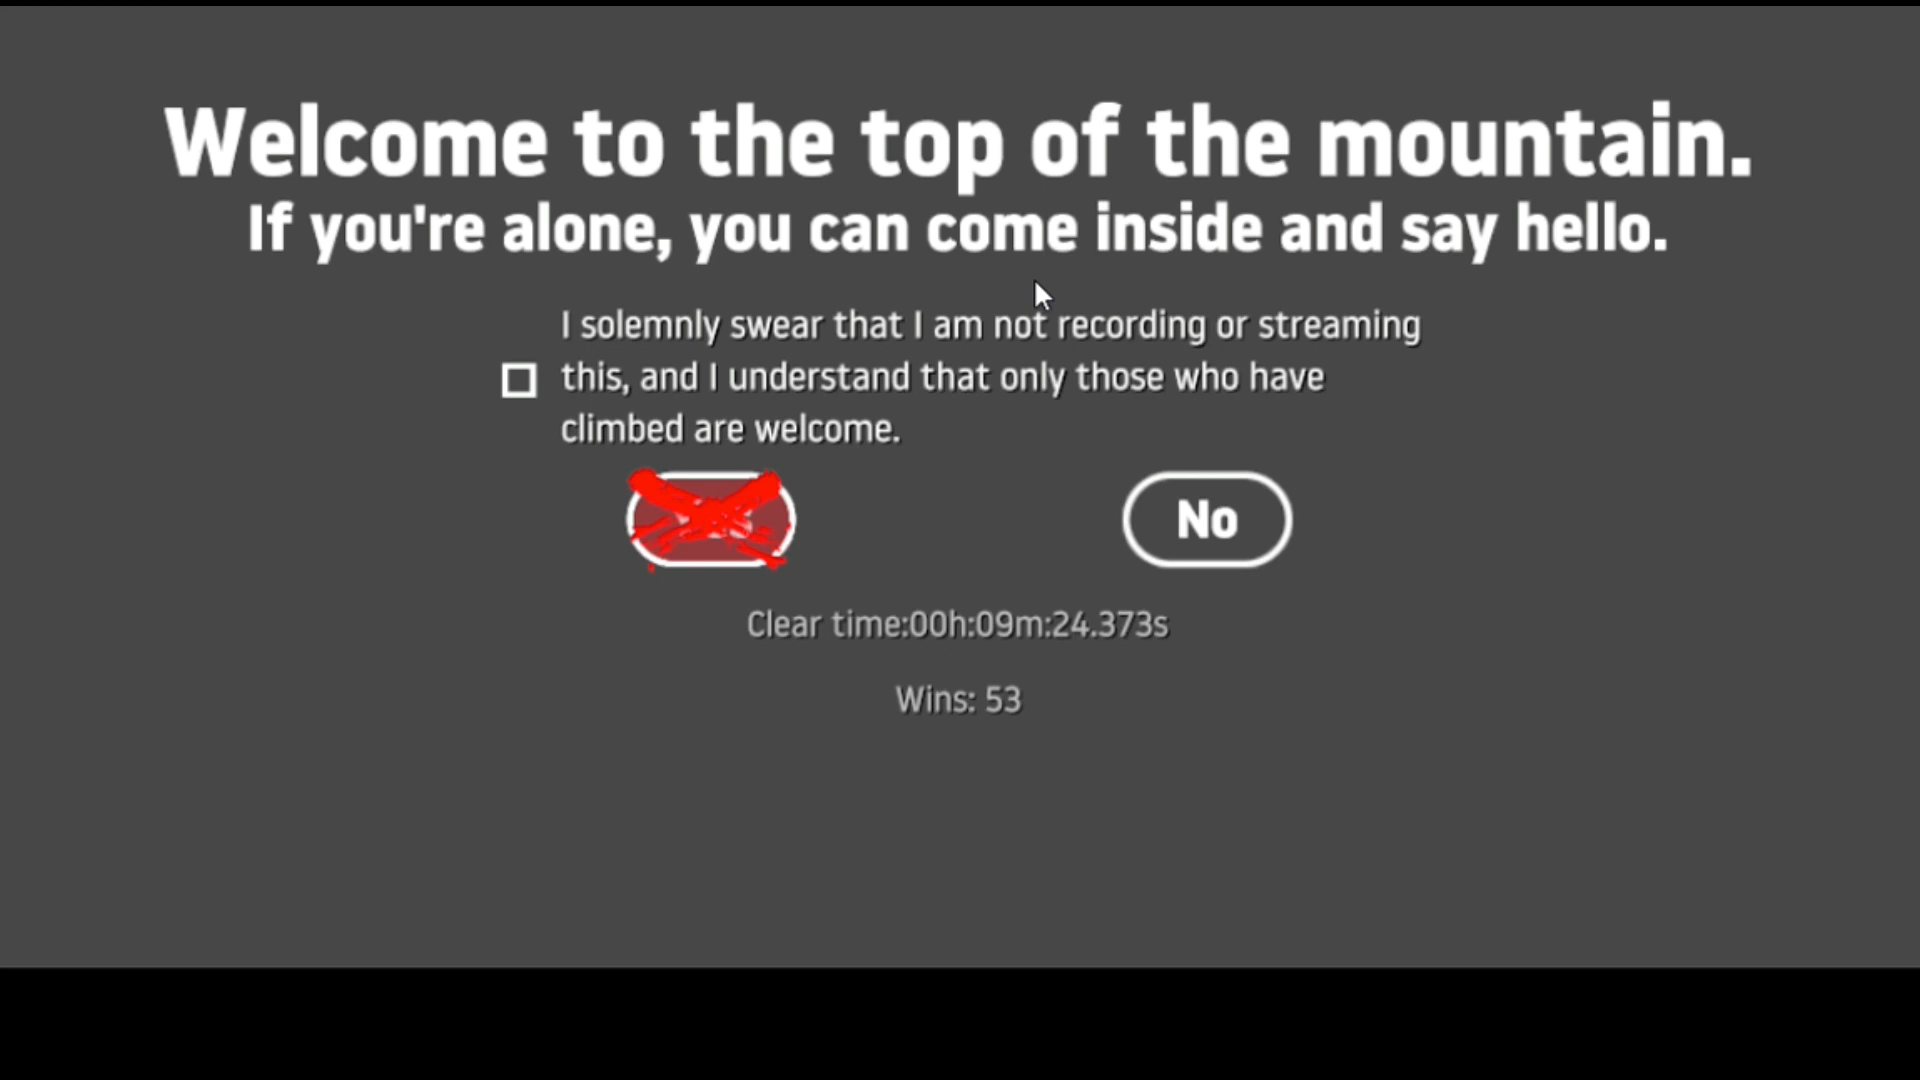 Welcome to the top of the mountain.
If you're alone, you can come inside and say hello.
I solemnly swear that I am not recording or streaming
this, and I understand that only those who have
climbed are welcome.
No
Clear time:00h:09m:24.373s
Wins: 53